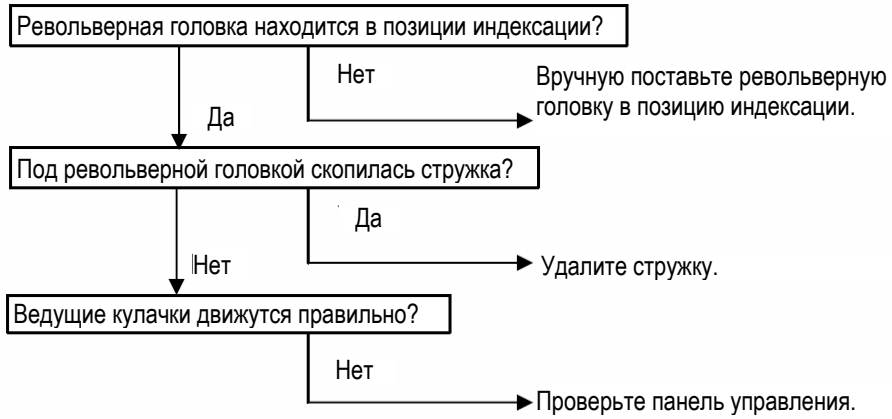 Револьверная головка находится в позиции индексации?
Нет
Вручную поставьте револьверную
головку в позицию индексации.
Да
Под револьверной головкой скопилась стружка?
Да
Нет
Удалите стружку.
Ведущие кулачки движутся правильно?
Нет
Проверьте панель управления.